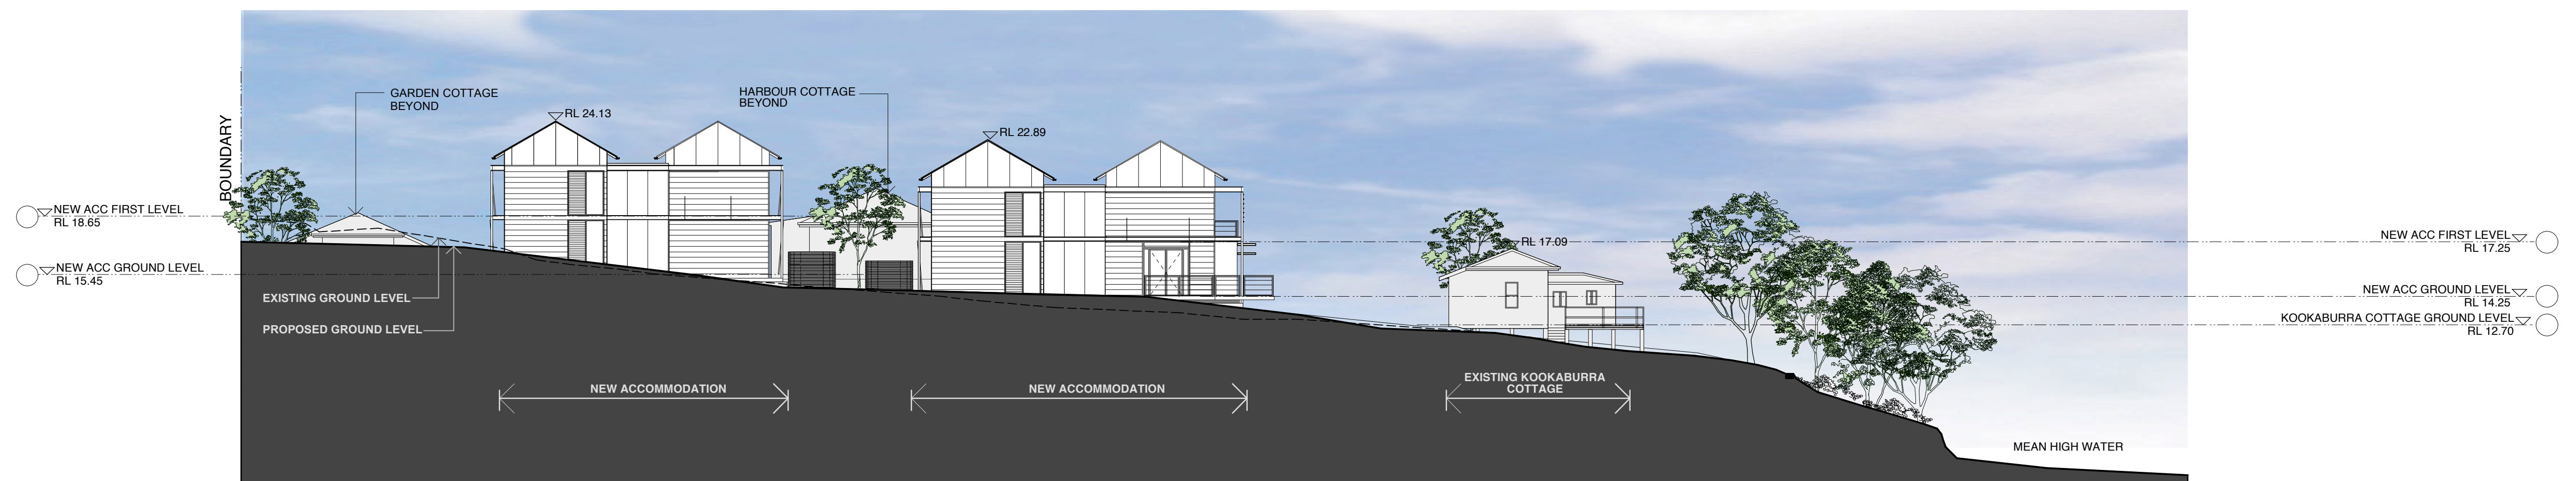 GARDEN COTTAGE
BEYOND
HARBOUR COTTAGE
BEYOND
RL 24.13
RL 22.89
BOUNDARY
NEW ACC FIRST LEVEL
RL 18.65
NEW ACC GROUND LEVEL
RL 15.45
EXISTING GROUND LEVEL
PROPOSED GROUND LEVEL
RL 17.09
NEW ACC FIRST LEVEL
RL 17.25
NEW ACC GROUND LEVEL
RL 14.25
KOOKABURRA COTTAGE GROUND LEVEL
RL 12.70
NEW ACCOMMODATION
NEW ACCOMMODATION
EXISTING KOOKABURRA
COTTAGE
MEAN HIGH WATER